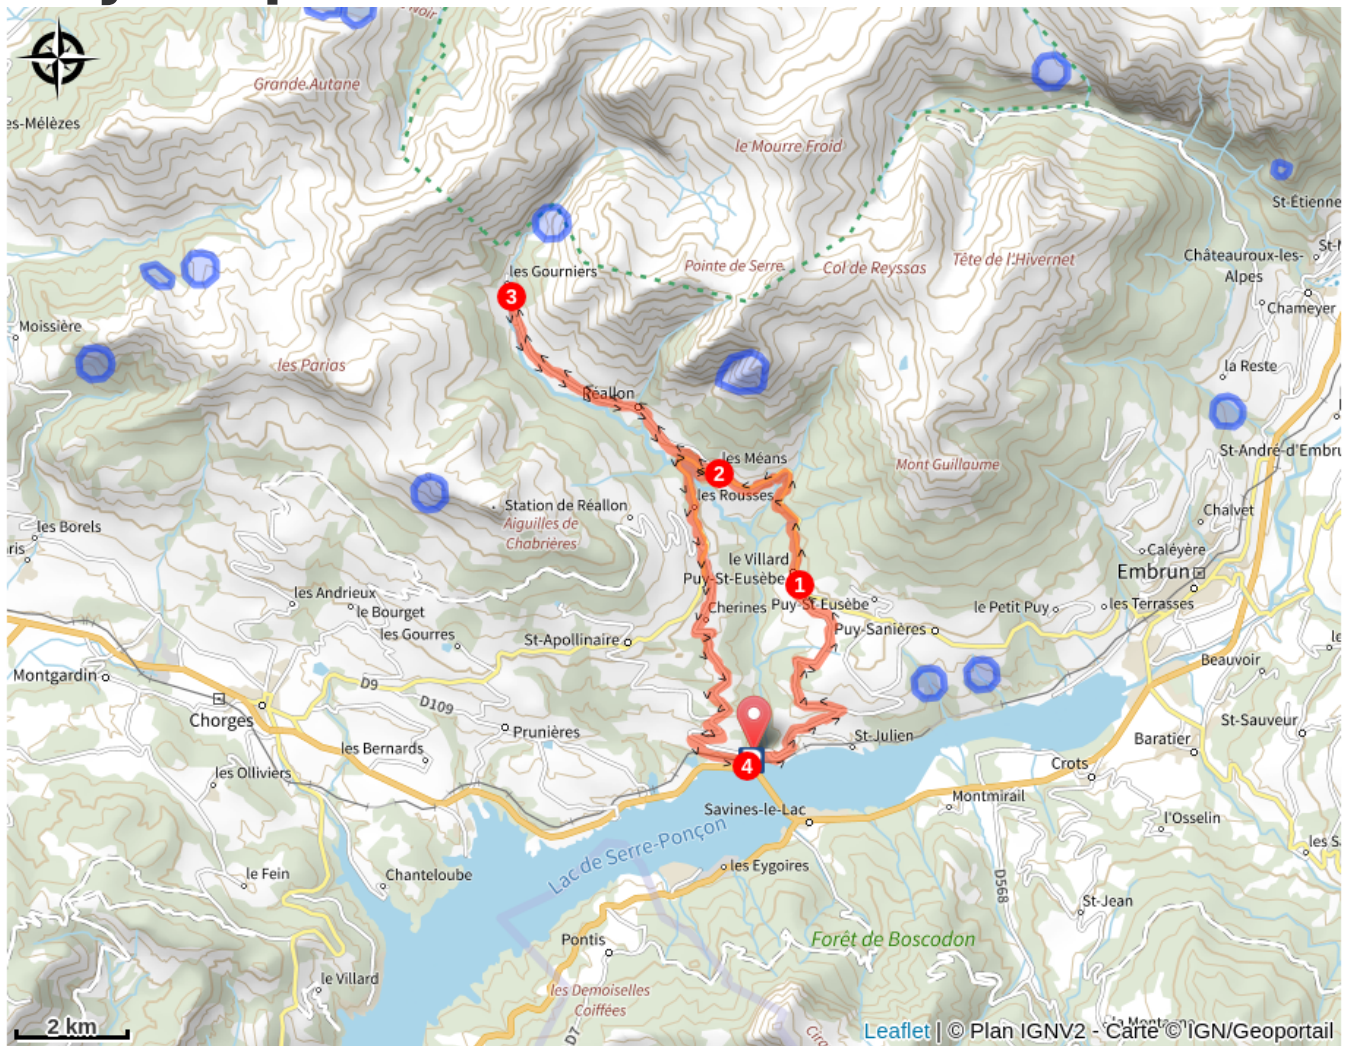 Grande Autane
es-Mélèzes
le Mourre Froid
St-Étienne
les Gourniers
Pointe de Serre
Col de Reyssas
Tête de l'Hivernet
Châteauroux-les-
Alpes
Chameyer
3
Moissière
les Parias
la Reste
Réallon
les Méans
2
Mont Guillaume
St-André-d'Embru
les Rousses
Station de Réallon
Aiguilles de
Chabrières
Chalvet
les Borels
ris
le Villard
Caléyère
Embrun
Puy-St-Eusèbe
1
les Andrieux
le Bourget
Cherines
Puy-St-Eusèbe
le Petit Puy
les Terrasses
les Gourres
St-Apollinaire
Puy-Sanières
Beauvoir
Montgardin
D9
D109
Chorges
Prunières
St-Sauveur
St-Julien
Baratier
les Bernards
4
Crots
les Olliviers
Montmirail
Savines-le-Lac
l'Osselin
Lac de Serre-Ponçon
les Eygoires
le Fein
Chanteloube
D568
St-Jean
Pontis
Forêt de Boscodon
le Villard
les Demoiselles
Coiffées
D7
2 km
Leaflet | © Plan IGNV2 - Carte © IGN/Geoportail